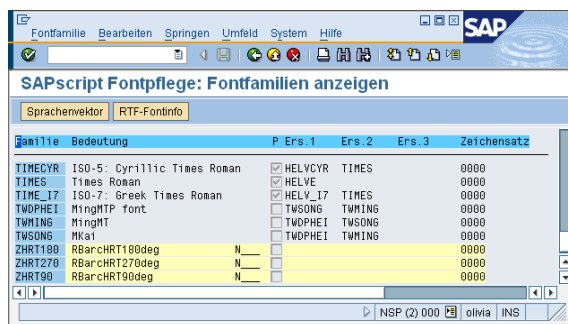 Fontfamilie Bearbeiten Springen Umfeld System Hilfe
SAP
SAPscript Fontpflege: Fontfamilien anzeigen
Sprachenvektor RTF-Fontinfo
Familie Bedeutung P Ers.1 Ers.2 Ers.3 Zeichensatz
TIMECYR ISO-5: Cyrillic Times Roman HELVCYR TIMES 0000
TIMES Times Roman HELVE 0000
TIME_I7 ISO-7: Greek Times Roman HELV_I7 TIMES 0000
TWDPHEI MingMTP font TWSONG TWMING 0000
TWMING MingMT TWDPHEI TWSONG 0000
TWSONG MKai TWDPHEI TWMING 0000
ZHRT180 RBarcHRT180deg N___ 0000
ZHRT270 RBarcHRT270deg N___ 0000
ZHRT90 RBarcHRT90deg N___ 0000
NSP (2) 000 olivia INS